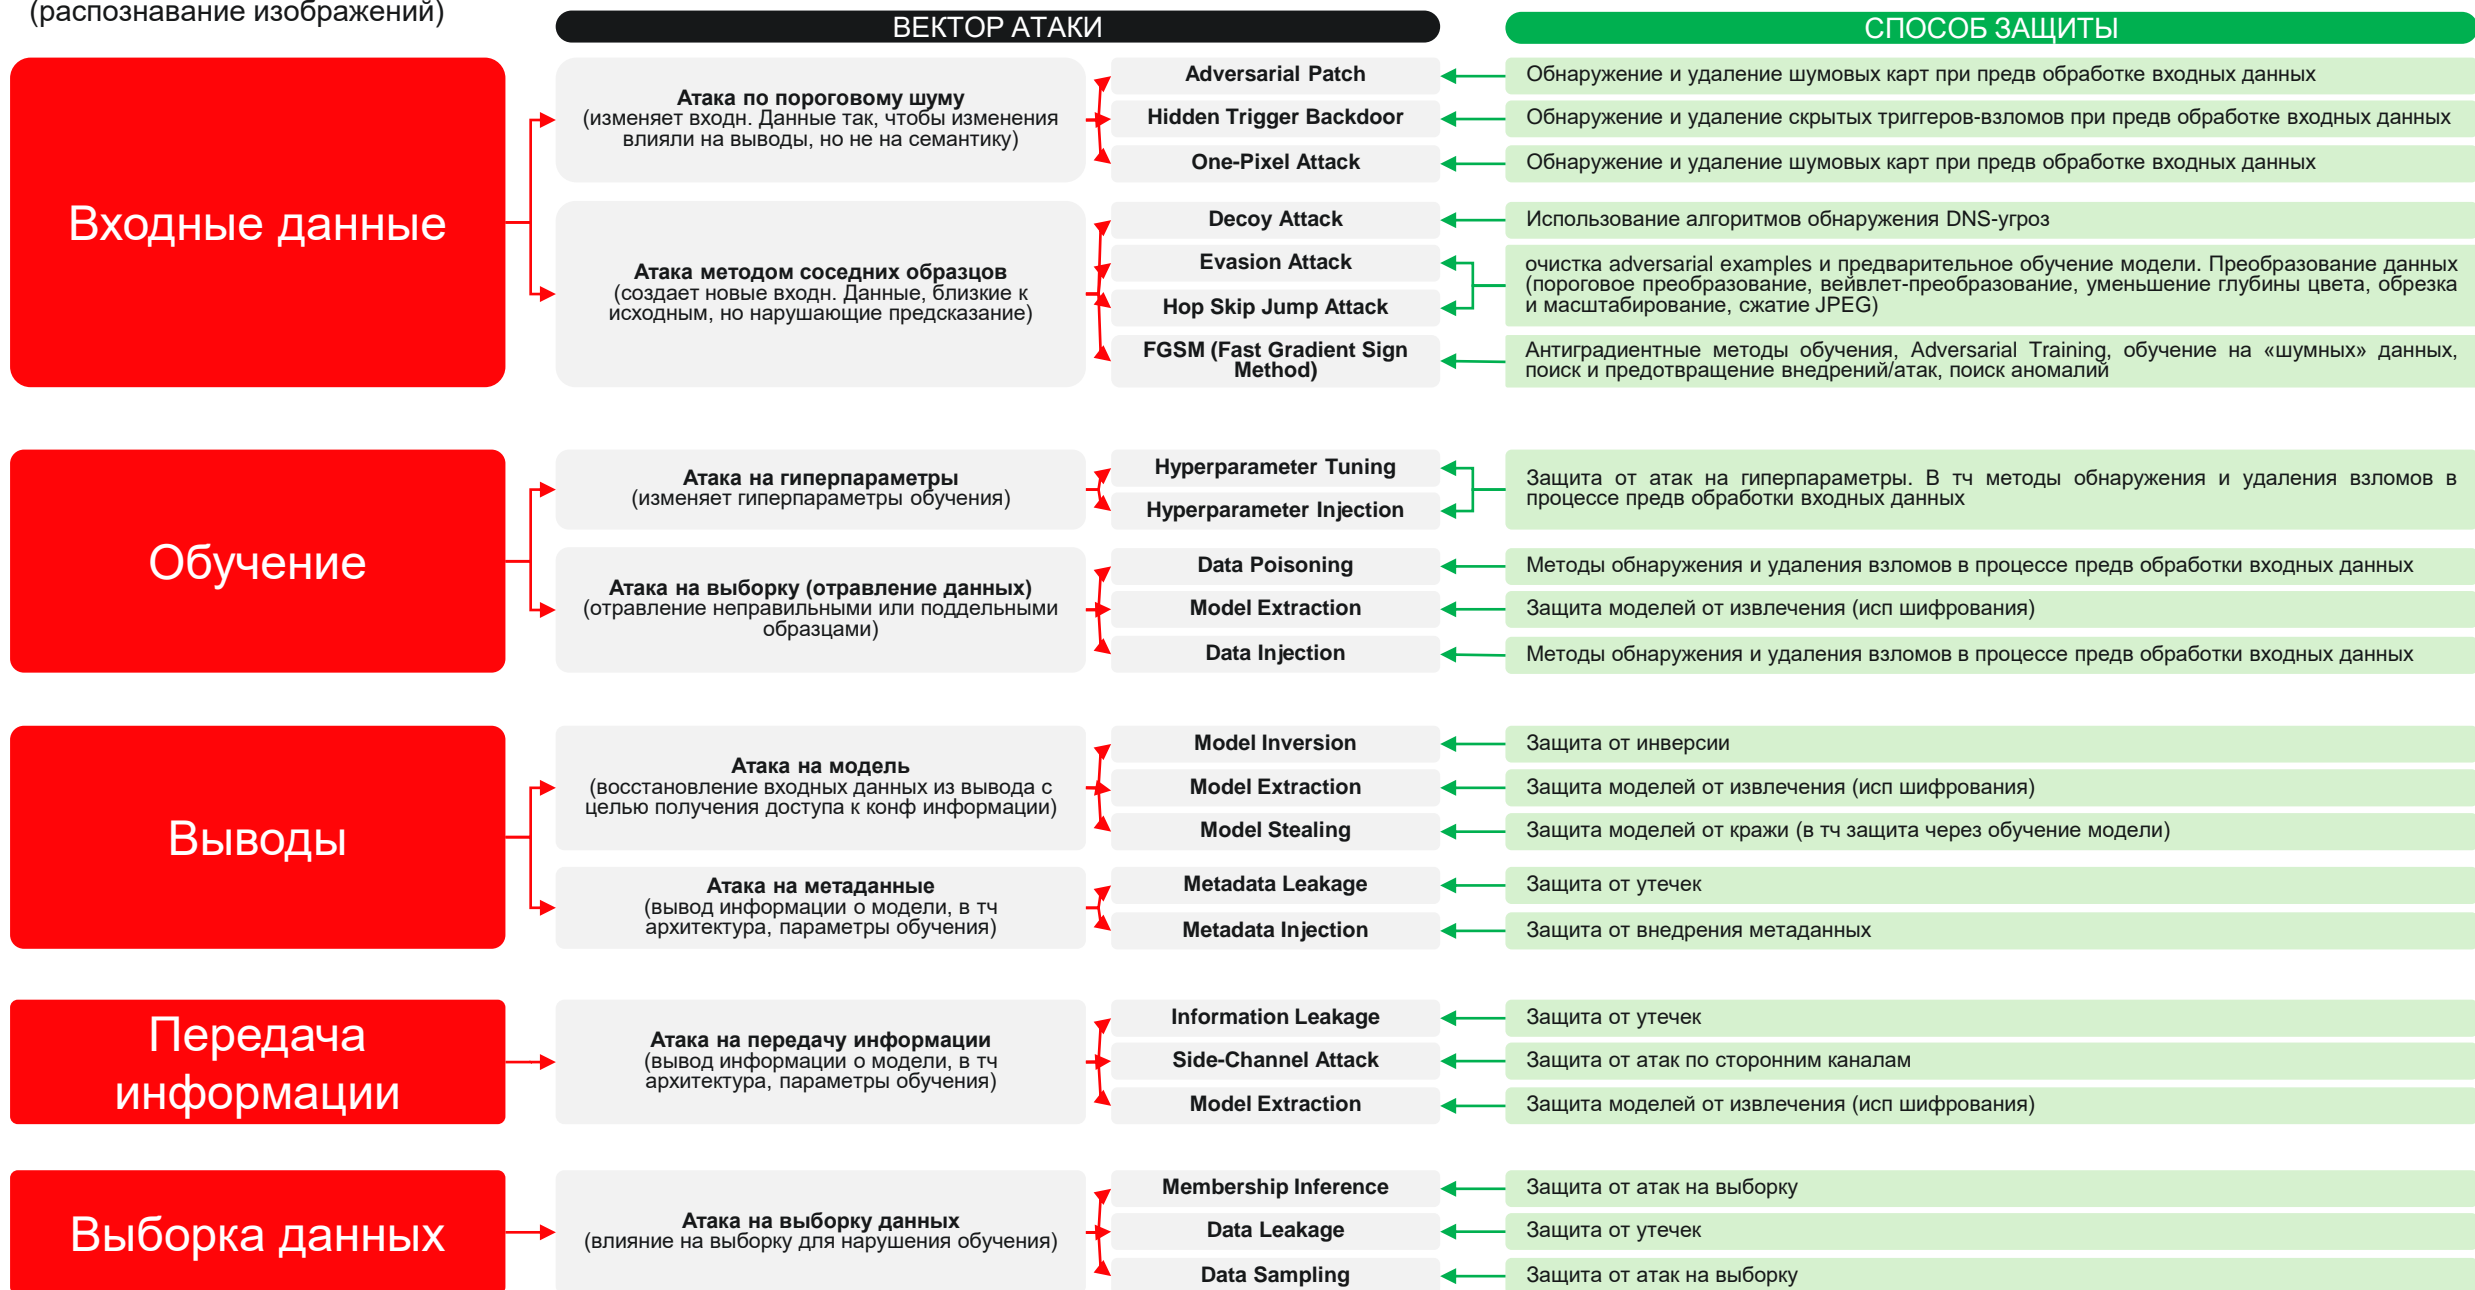 (распознавание изображений)
ВЕКТОР АТАКИ
СПОСОБ ЗАЩИТЫ
Входные данные
Атака по пороговому шуму
(изменяет входн. Данные так, чтобы изменения
влияли на выводы, но не на семантику)
Adversarial Patch
Обнаружение и удаление шумовых карт при предв обработке входных данных
Hidden Trigger Backdoor
Обнаружение и удаление скрытых триггеров-взломов при предв обработке входных данных
One-Pixel Attack
Обнаружение и удаление шумовых карт при предв обработке входных данных
Атака методом соседних образцов
(создает новые входн. Данные, близкие к
исходным, но нарушающие предсказание)
Decoy Attack
Использование алгоритмов обнаружения DNS-угроз
Evasion Attack
Hop Skip Jump Attack
очистка adversarial examples и предварительное обучение модели. Преобразование данных
(пороговое преобразование, вейвлет-преобразование, уменьшение глубины цвета, обрезка
и масштабирование, сжатие JPEG)
FGSM (Fast Gradient Sign
Method)
Антиградиентные методы обучения, Adversarial Training, обучение на «шумных» данных,
поиск и предотвращение внедрений/атак, поиск аномалий
Обучение
Атака на гиперпараметры
(изменяет гиперпараметры обучения)
Hyperparameter Tuning
Hyperparameter Injection
Защита от атак на гиперпараметры. В тч методы обнаружения и удаления взломов в
процессе предв обработки входных данных
Атака на выборку (отравление данных)
(отравление неправильными или поддельными
образцами)
Data Poisoning
Методы обнаружения и удаления взломов в процессе предв обработки входных данных
Model Extraction
Защита моделей от извлечения (исп шифрования)
Data Injection
Методы обнаружения и удаления взломов в процессе предв обработки входных данных
Выводы
Атака на модель
(восстановление входных данных из вывода с
целью получения доступа к конф информации)
Model Inversion
Защита от инверсии
Model Extraction
Защита моделей от извлечения (исп шифрования)
Model Stealing
Защита моделей от кражи (в тч защита через обучение модели)
Атака на метаданные
(вывод информации о модели, в тч
архитектура, параметры обучения)
Metadata Leakage
Защита от утечек
Metadata Injection
Защита от внедрения метаданных
Передача
информации
Атака на передачу информации
(вывод информации о модели, в тч
архитектура, параметры обучения)
Information Leakage
Защита от утечек
Side-Channel Attack
Защита от атак по сторонним каналам
Model Extraction
Защита моделей от извлечения (исп шифрования)
Выборка данных
Атака на выборку данных
(влияние на выборку для нарушения обучения)
Membership Inference
Защита от атак на выборку
Data Leakage
Защита от утечек
Data Sampling
Защита от атак на выборку